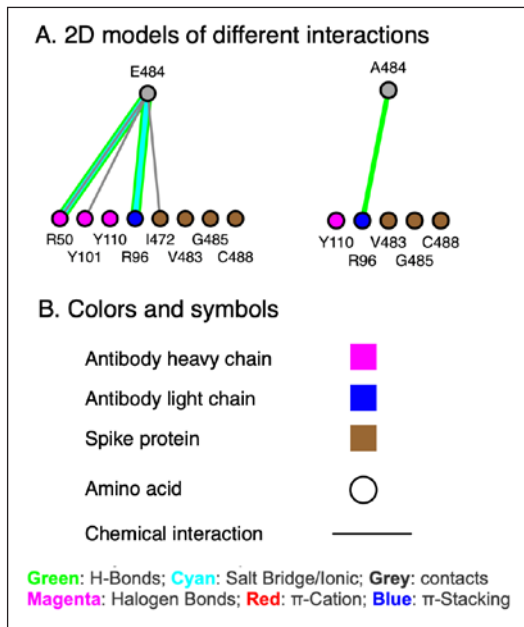 A. 2D models of different interactions
E484
A484
R50 Y110 I472 G485
Y101 R96 V483 C488
Y110 V483 C488
R96 G485
B. Colors and symbols
Antibody heavy chain
Antibody light chain
Spike protein
Amino acid
Chemical interaction
Green: H-Bonds; Cyan: Salt Bridge/Ionic; Grey: contacts
Magenta: Halogen Bonds; Red: π-Cation; Blue: π-Stacking